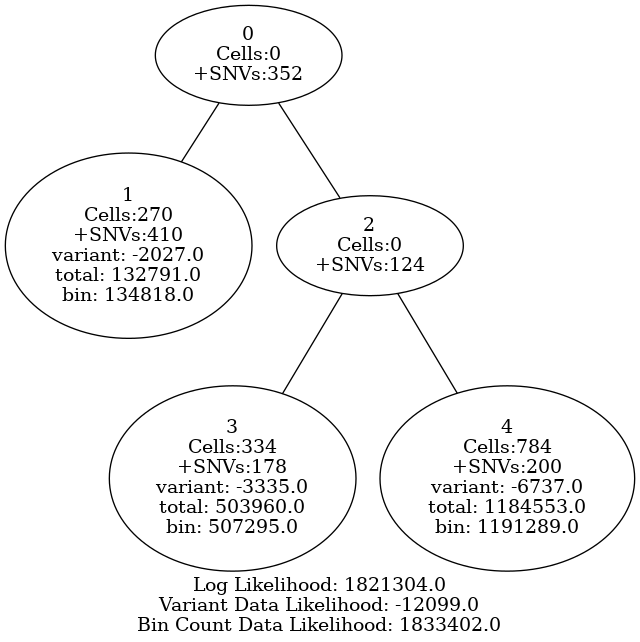 0
Cells:0
+SNVs:352
1
Cells:270
+SNVs:410
variant: -2027.0
total: 132791.0
bin: 134818.0
2
Cells:0
+SNVs:124
3
Cells:334
+SNVs:178
variant: -3335.0
total: 503960.0
bin: 507295.0
4
Cells:784
+SNVs:200
variant: -6737.0
total: 1184553.0
bin: 1191289.0
Log Likelihood: 1821304.0
Variant Data Likelihood: -12099.0
Bin Count Data Likelihood: 1833402.0